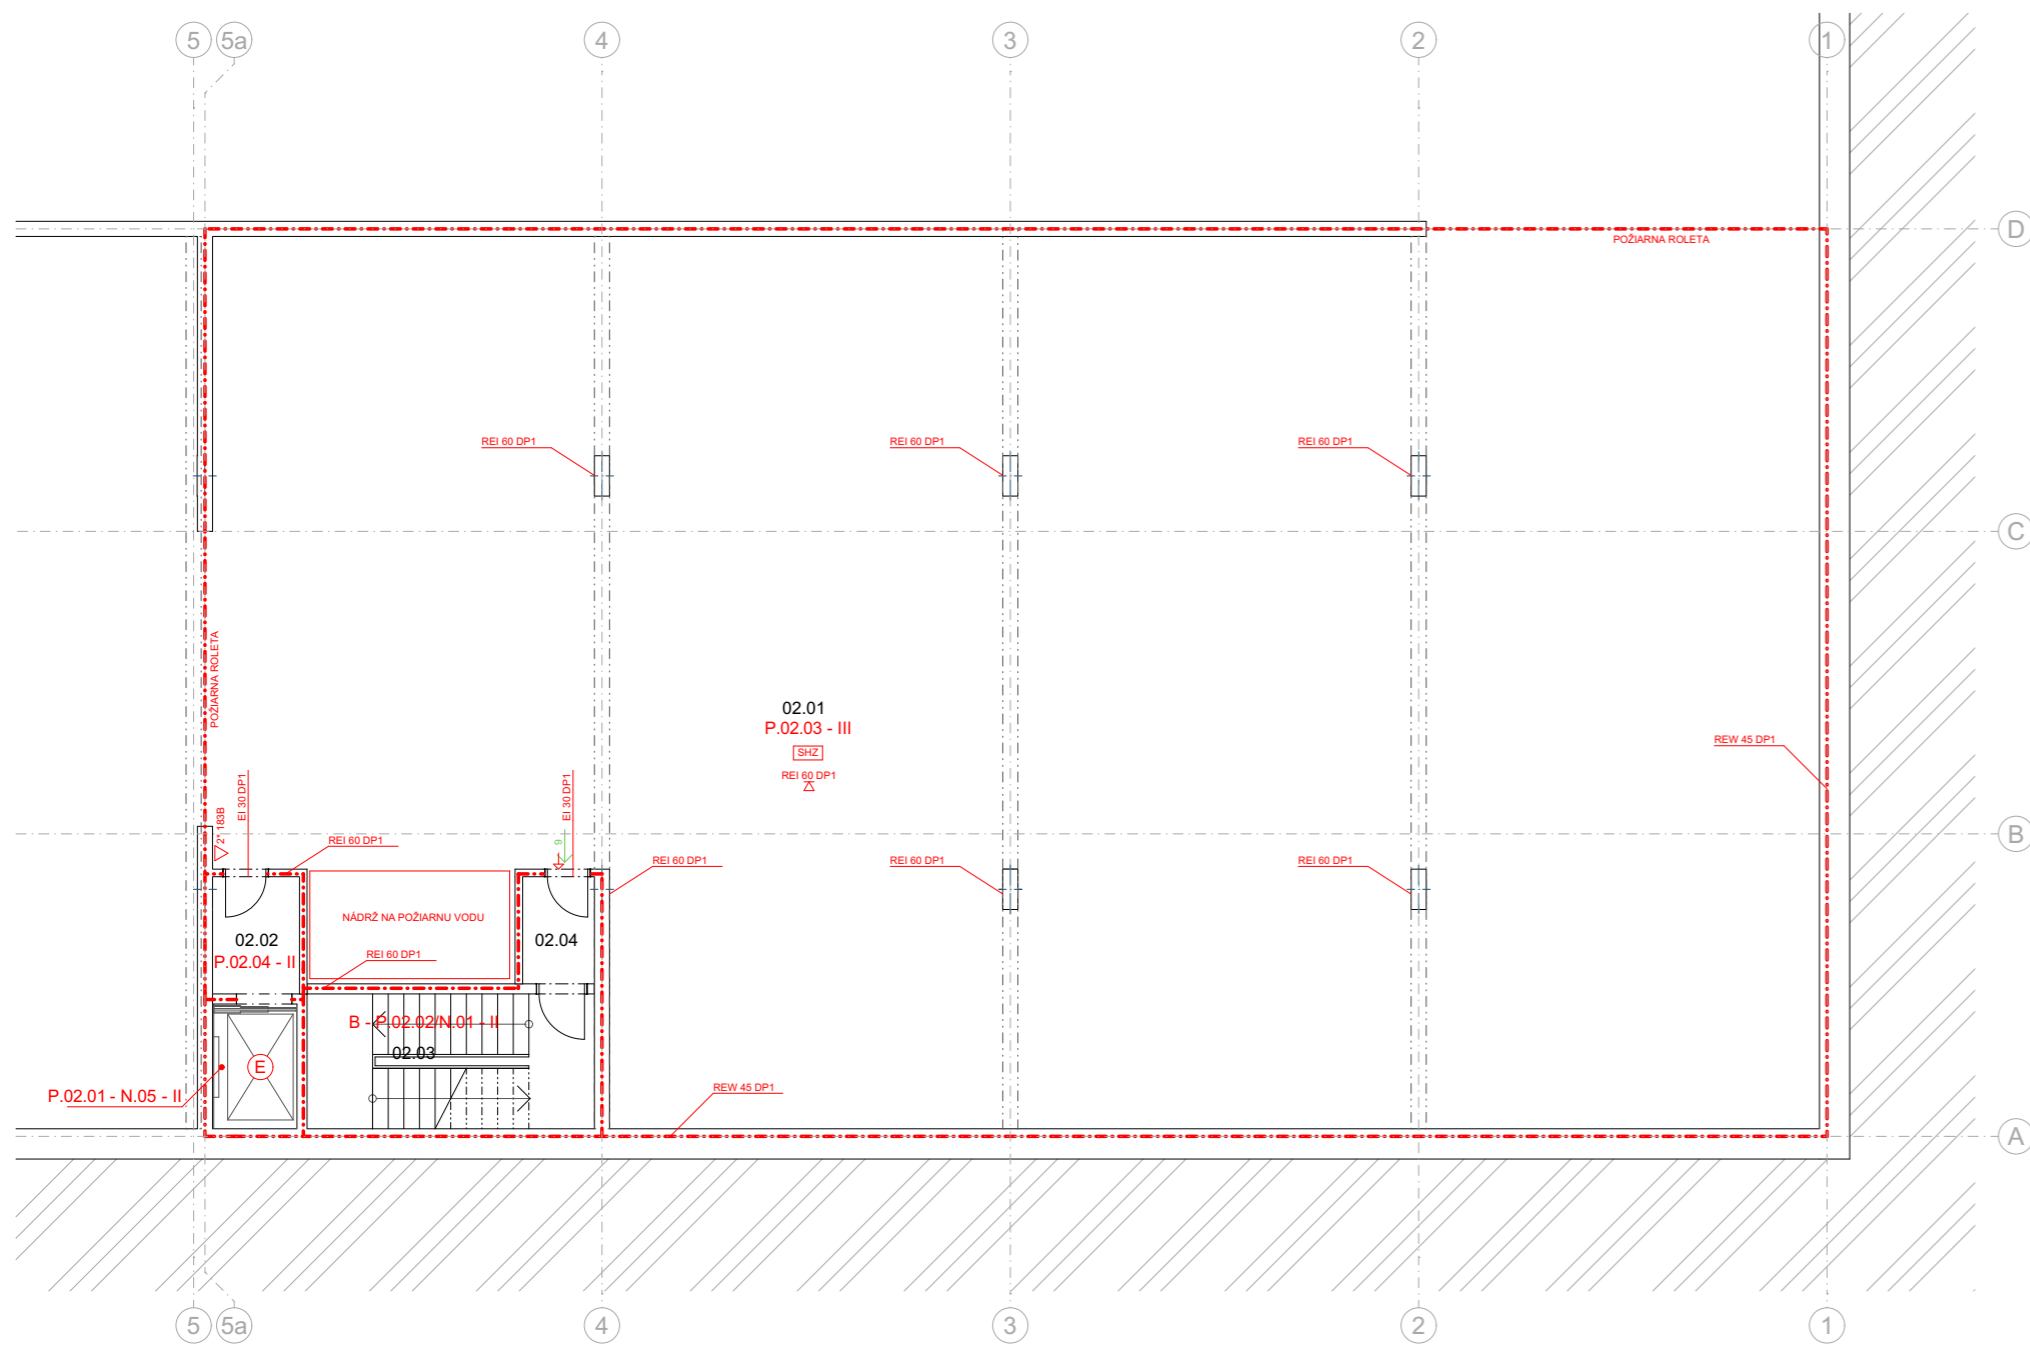 5
5a
4
3
2
1
D
POŽIARNA ROLETA
REI 60 DP1
REI 60 DP1
REI 60 DP1
C
POŽIARNA ROLETA
02.01
P.02.03 - III
SHZ
REI 60 DP1
REW 45 DP1
EI 30 DP1
EI 30 DP1
2" 183B
9
B
REI 60 DP1
REI 60 DP1
REI 60 DP1
REI 60 DP1
NÁDRŽ NA POŽIARNU VODU
02.02
P.02.04 - II
02.04
REI 60 DP1
B - P.02.02/N.01 - II
02.03
E
P.02.01 - N.05 - II
REW 45 DP1
A
5
5a
4
3
2
1